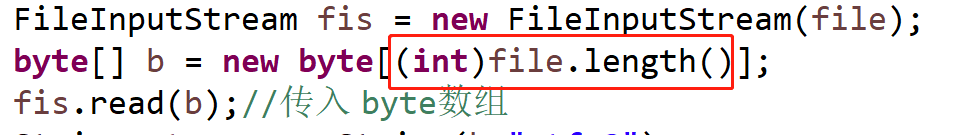 FileInputStream fis = new FileInputStream(file);
byte[] b = new byte[(int)file.length()];
fis.read(b);//传入 byte数组